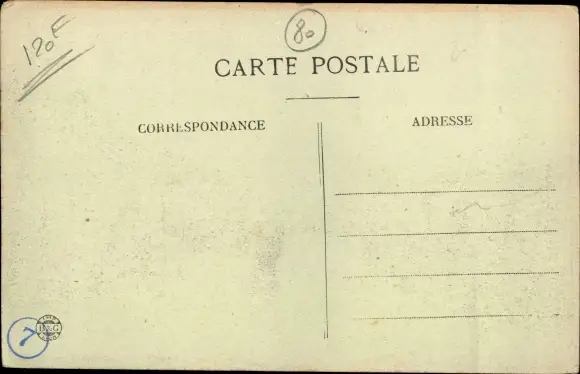 120F
80
CARTE POSTALE
CORRESPONDANCE
ADRESSE
7